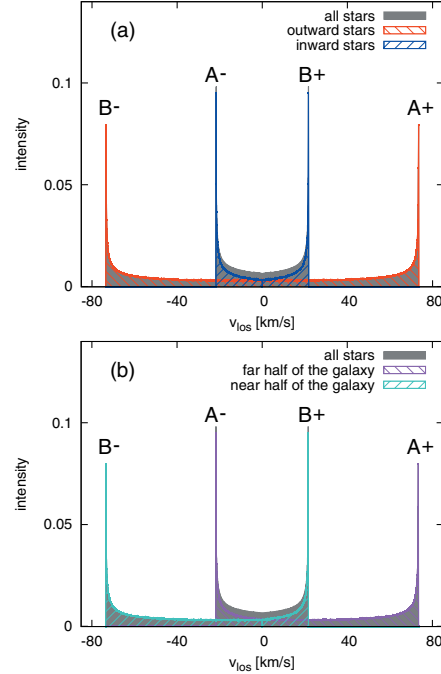 (a)
all stars
outward stars
inward stars
0.1
A-
B+
B-
A+
intensity
0.05
0
-80
-40
0
40
80
v_los [km/s]
(b)
all stars
far half of the galaxy
near half of the galaxy
0.1
A-
B+
B-
A+
intensity
0.05
0
-80
-40
0
40
80
v_los [km/s]